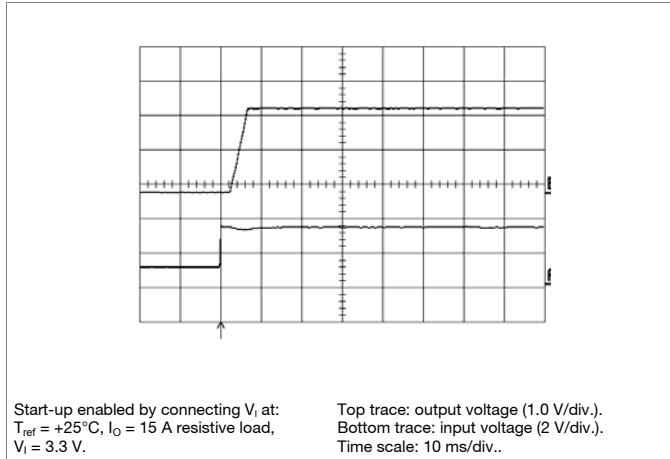 Start-up enabled by connecting VI at:
Tref = +25°C, IO = 15 A resistive load,
VI = 3.3 V.
Top trace: output voltage (1.0 V/div.).
Bottom trace: input voltage (2 V/div.).
Time scale: 10 ms/div..